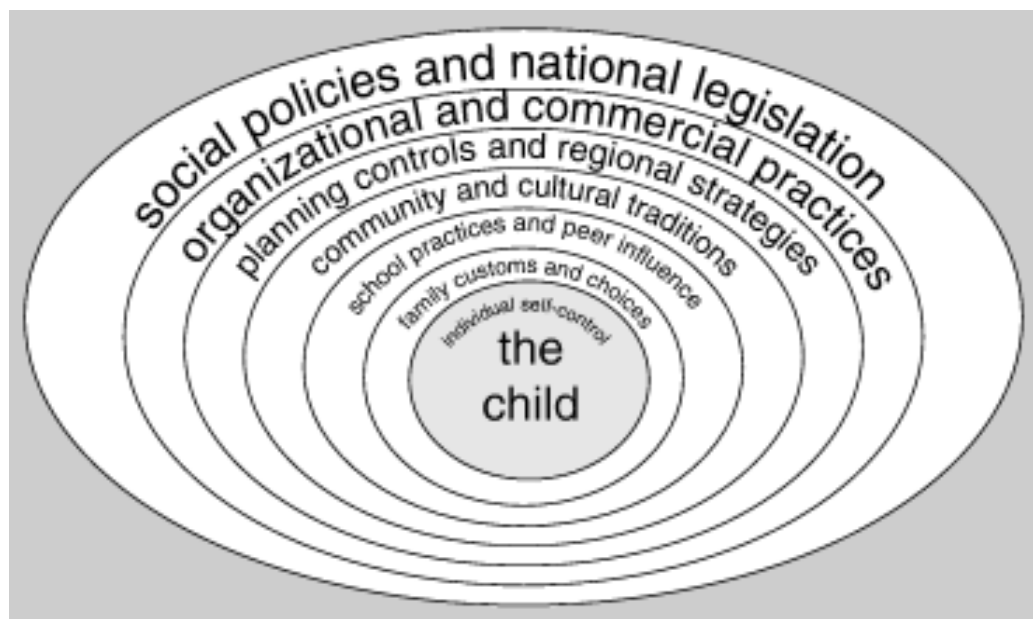 social policies and national legislation
organizational and commercial practices
planning controls and regional strategies
community and cultural traditions
school practices and peer influence
family customs and choices
individual self-control
the
child